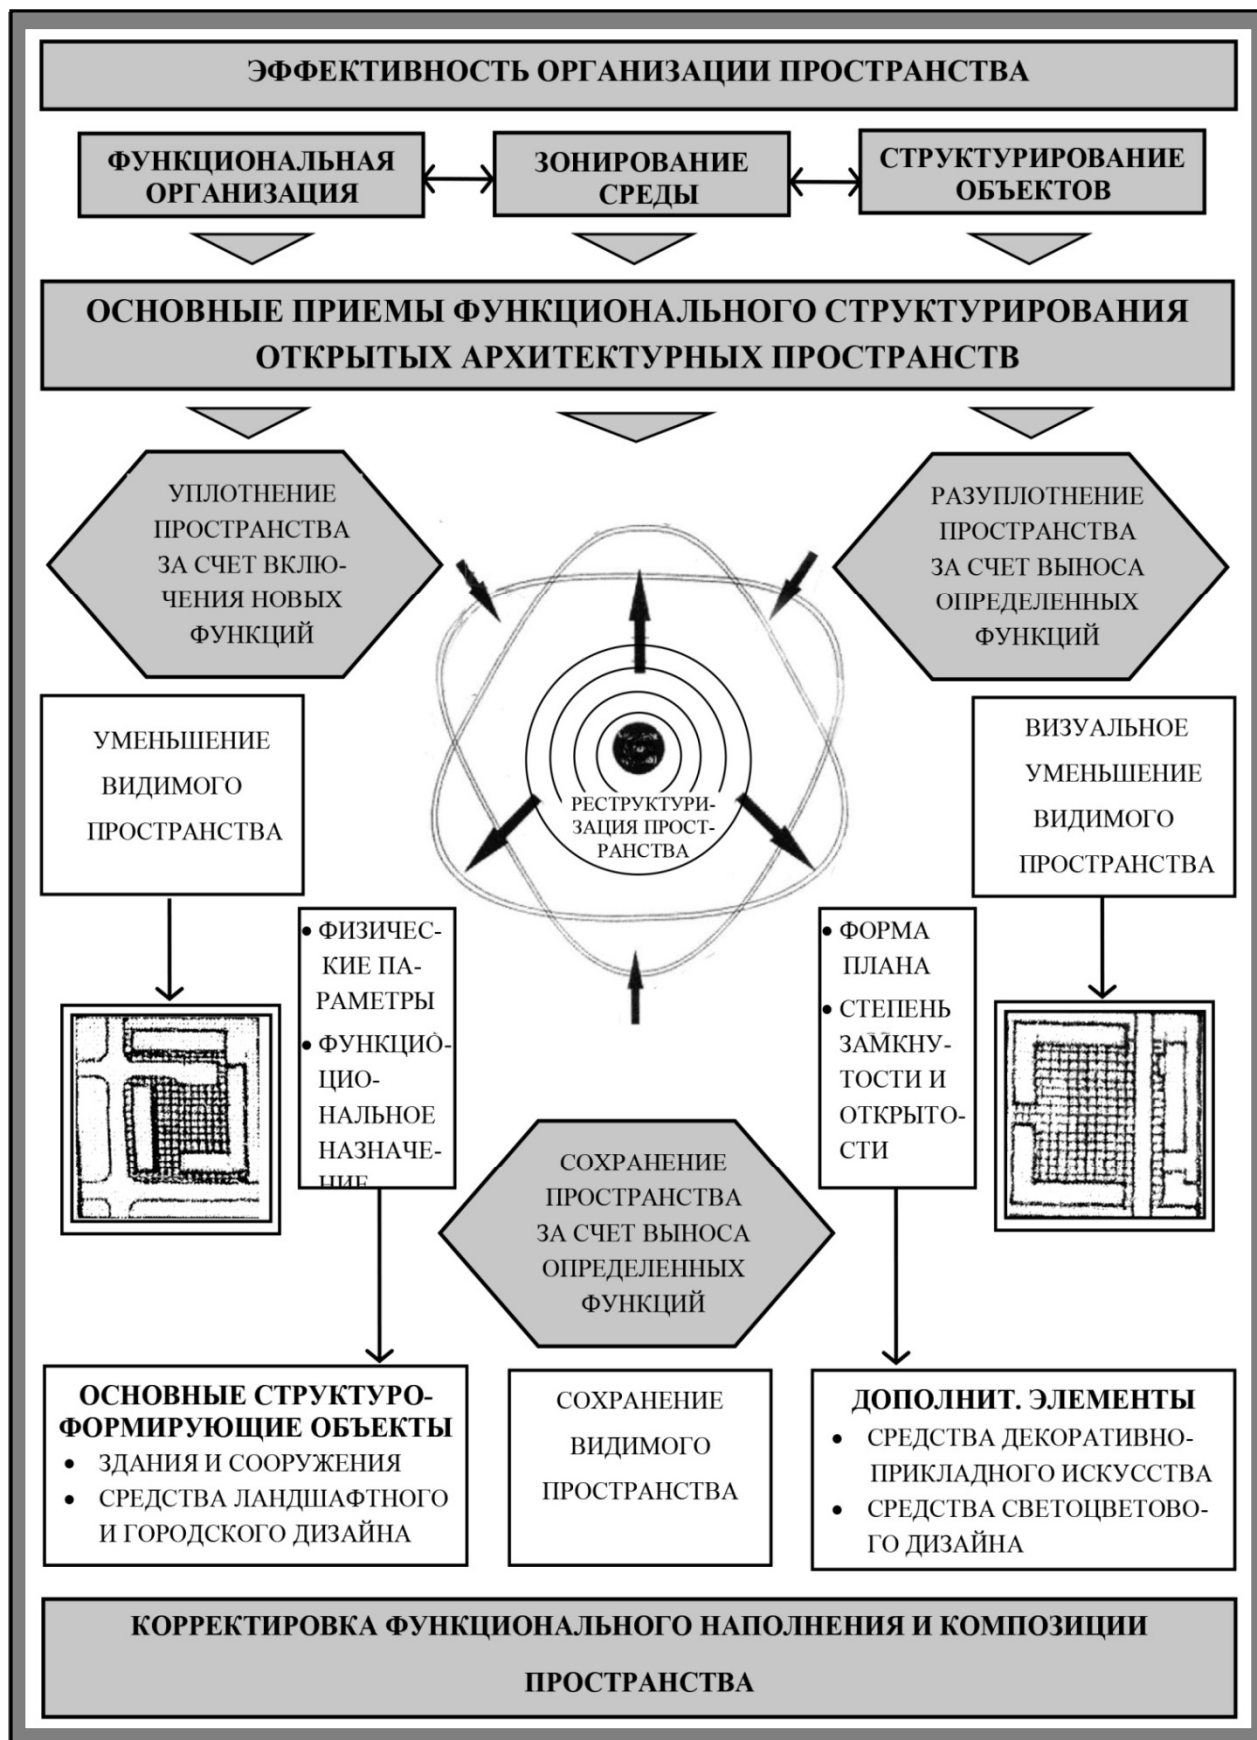 ЭФФЕКТИВНОСТЬ ОРГАНИЗАЦИИ ПРОСТРАНСТВА
ФУНКЦИОНАЛЬНАЯ
ОРГАНИЗАЦИЯ
ЗОНИРОВАНИЕ
СРЕДЫ
СТРУКТУРИРОВАНИЕ
ОБЪЕКТОВ
ОСНОВНЫЕ ПРИЕМЫ ФУНКЦИОНАЛЬНОГО СТРУКТУРИРОВАНИЯ
ОТКРЫТЫХ АРХИТЕКТУРНЫХ ПРОСТРАНСТВ
УПЛОТНЕНИЕ
ПРОСТРАНСТВА
ЗА СЧЕТ ВКЛЮ-
ЧЕНИЯ НОВЫХ
ФУНКЦИЙ
РАЗУПЛОТНЕНИЕ
ПРОСТРАНСТВА
ЗА СЧЕТ ВЫНОСА
ОПРЕДЕЛЕННЫХ
ФУНКЦИЙ
УМЕНЬШЕНИЕ
ВИДИМОГО
ПРОСТРАНСТВА
РЕСТРУКТУРИ-
ЗАЦИЯ ПРОСТ-
РАНСТВА
ВИЗУАЛЬНОЕ
УМЕНЬШЕНИЕ
ВИДИМОГО
ПРОСТРАНСТВА
• ФИЗИЧЕС-
КИЕ ПА-
РАМЕТРЫ
• ФУНКЦИО-
ЦИО-
НАЛЬНОЕ
НАЗНАЧЕ-
НИЕ
• ФОРМА
ПЛАНА
• СТЕПЕНЬ
ЗАМКНУ-
ТОСТИ И
ОТКРЫТО-
СТИ
СОХРАНЕНИЕ
ПРОСТРАНСТВА
ЗА СЧЕТ ВЫНОСА
ОПРЕДЕЛЕННЫХ
ФУНКЦИЙ
ОСНОВНЫЕ СТРУКТУРО-
ФОРМИРУЮЩИЕ ОБЪЕКТЫ
• ЗДАНИЯ И СООРУЖЕНИЯ
• СРЕДСТВА ЛАНДШАФТНОГО
И ГОРОДСКОГО ДИЗАЙНА
СОХРАНЕНИЕ
ВИДИМОГО
ПРОСТРАНСТВА
ДОПОЛНИТ. ЭЛЕМЕНТЫ
• СРЕДСТВА ДЕКОРАТИВНО-
ПРИКЛАДНОГО ИСКУССТВА
• СРЕДСТВА СВЕТОЦВЕТОВО-
ГО ДИЗАЙНА
КОРРЕКТИРОВКА ФУНКЦИОНАЛЬНОГО НАПОЛНЕНИЯ И КОМПОЗИЦИИ
ПРОСТРАНСТВА